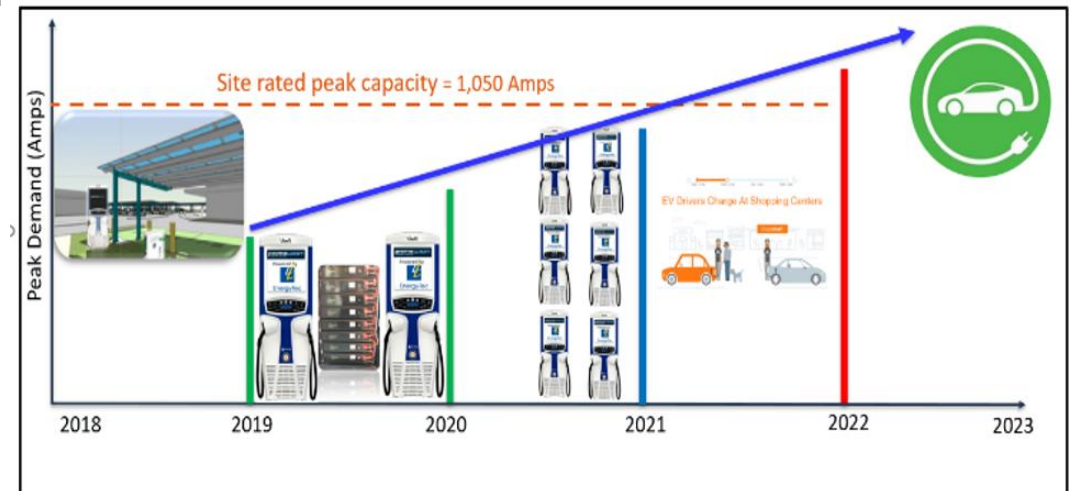 Peak Demand (Amps)
Site rated peak capacity = 1,050 Amps
EV Drivers Charge At Shopping Centers
2018
2019
2020
2021
2022
2023